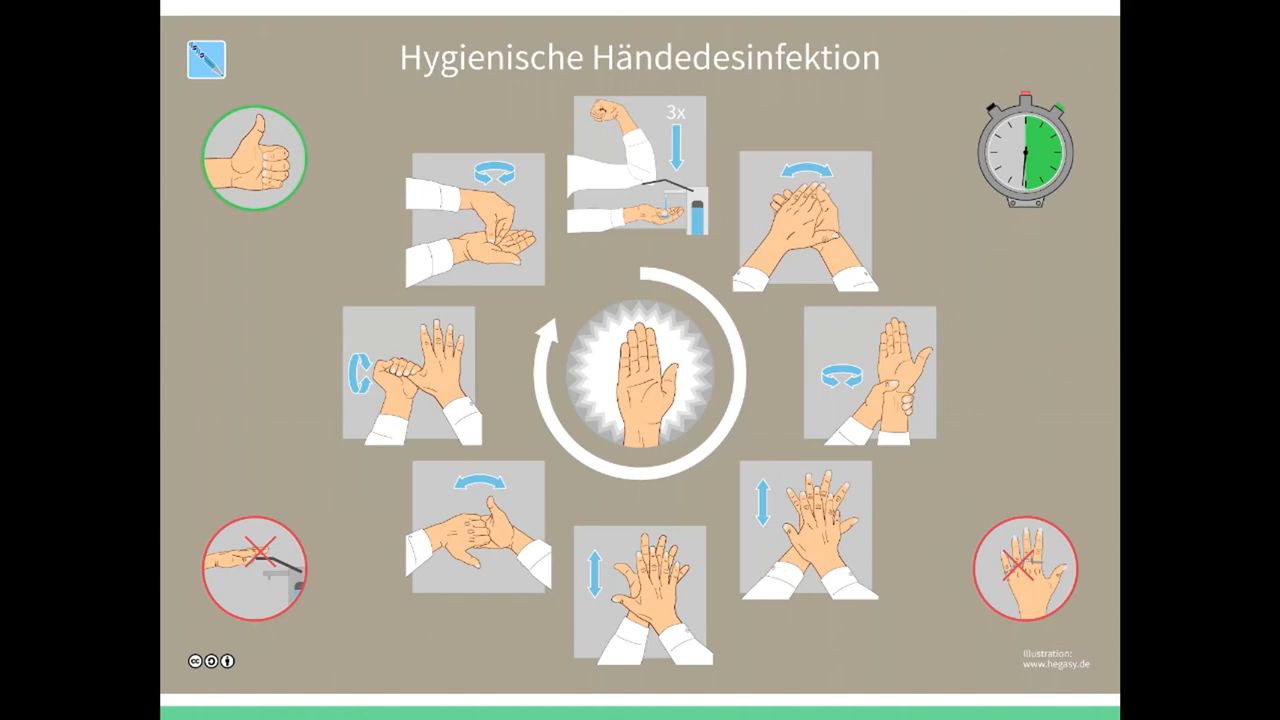 Hygienische Händedesinfektion
3x
Illustration:
www.hegasy.de